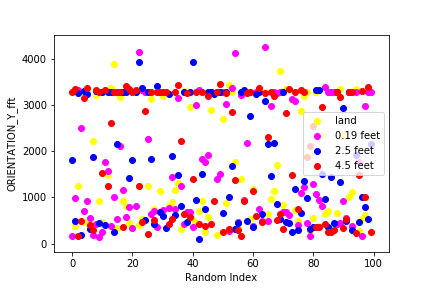 4000
3000
2000
1000
0
ORIENTATION_Y_fft
land
0.19 feet
2.5 feet
4.5 feet
0 20 40 60 80 100
Random Index